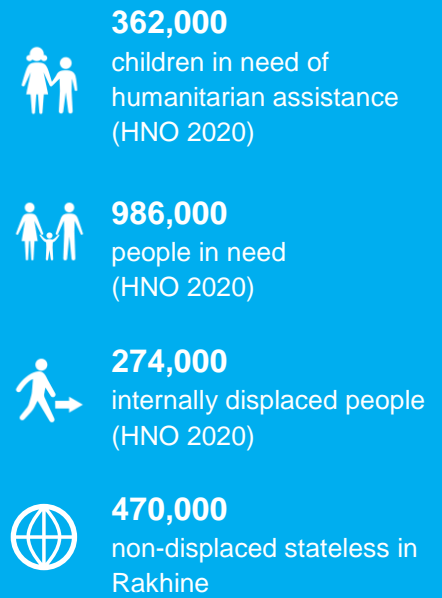 362,000
children in need of
humanitarian assistance
(HNO 2020)
986,000
people in need
(HNO 2020)
274,000
internally displaced people
(HNO 2020)
470,000
non-displaced stateless in
Rakhine